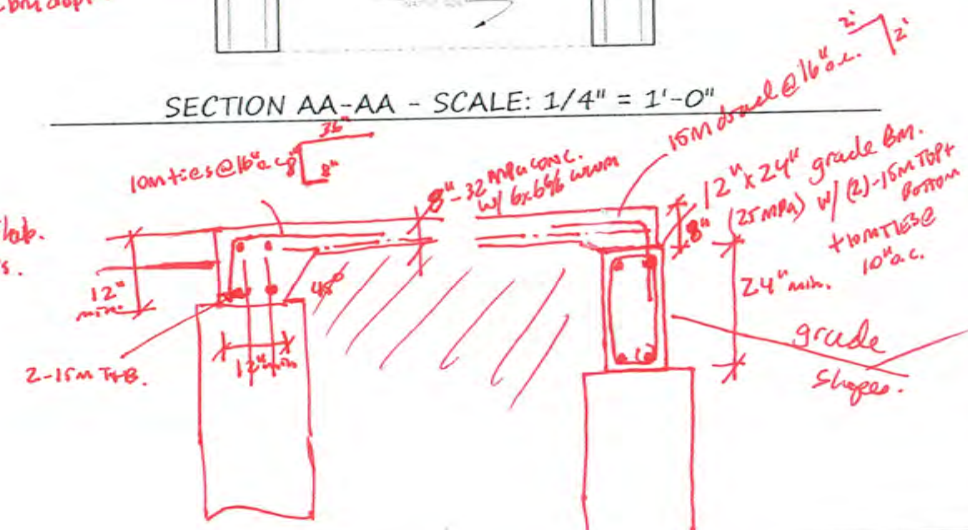 SECTION AA-AA - SCALE: 1/4" = 1'-0"
36"
10m ties @ 16" o.c.
8"
8"
8" - 32 MPa conc.
w/ 6x6 6/6 wwm
15m dowel @ 16" o.c.
2'
2'
12" x 24" grade Bm.
(25 MPa) w/ (2)-15m TOP +
BOTTOM
+ 10m TIES @
10" o.c.
8"
24" min.
grade
slopes.
slab.
12"
min.
45°
12" min
2-15m T+B.